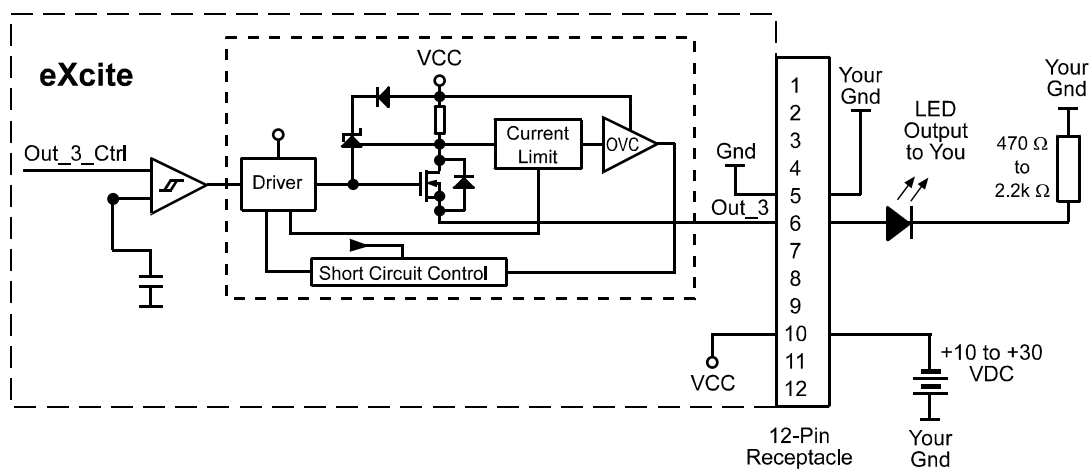 eXcite
Out_3_Ctrl
VCC
Driver
Current
Limit
OVC
Short Circuit Control
Gnd
Out_3
VCC
1
2
3
4
5
6
7
8
9
10
11
12
12-Pin
Receptacle
Your
Gnd
LED
Output
to You
Your
Gnd
470 Ω
to
2.2k Ω
+10 to +30
VDC
Your
Gnd